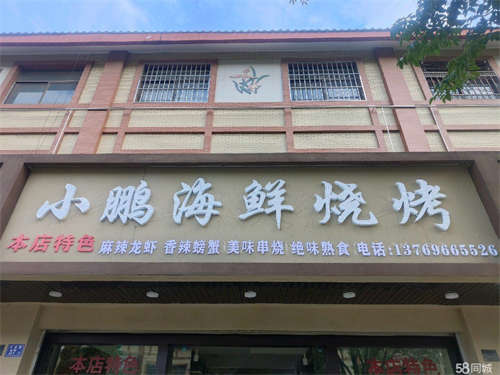 小鹏海鲜烧烤
本店特色 麻辣龙虾 香辣螃蟹 美味串烧 绝味熟食 电话:13769665526
本店特色
58同城